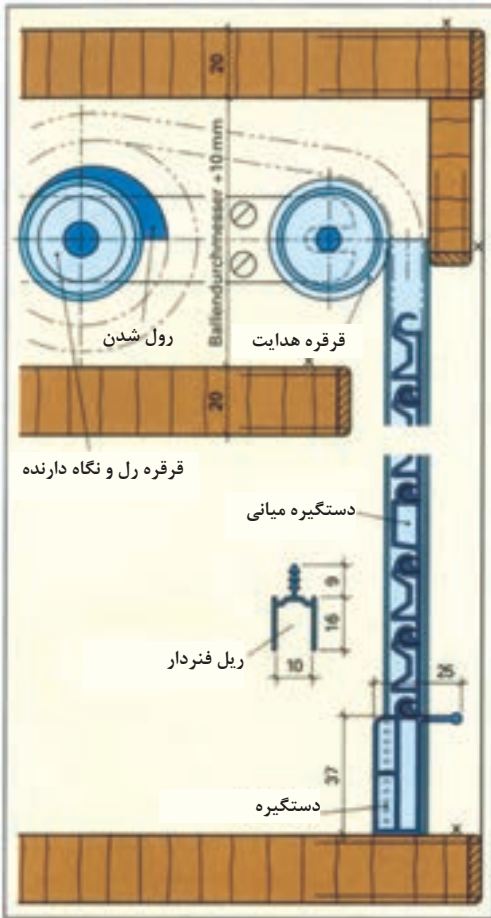 20
Ballendurchmesser +10 mm
رول شدن
قرقره هدایت
20
قرقره رل و نگاه دارنده
دستگیره میانی
9
16
ریل فنردار
10
26
37
دستگیره